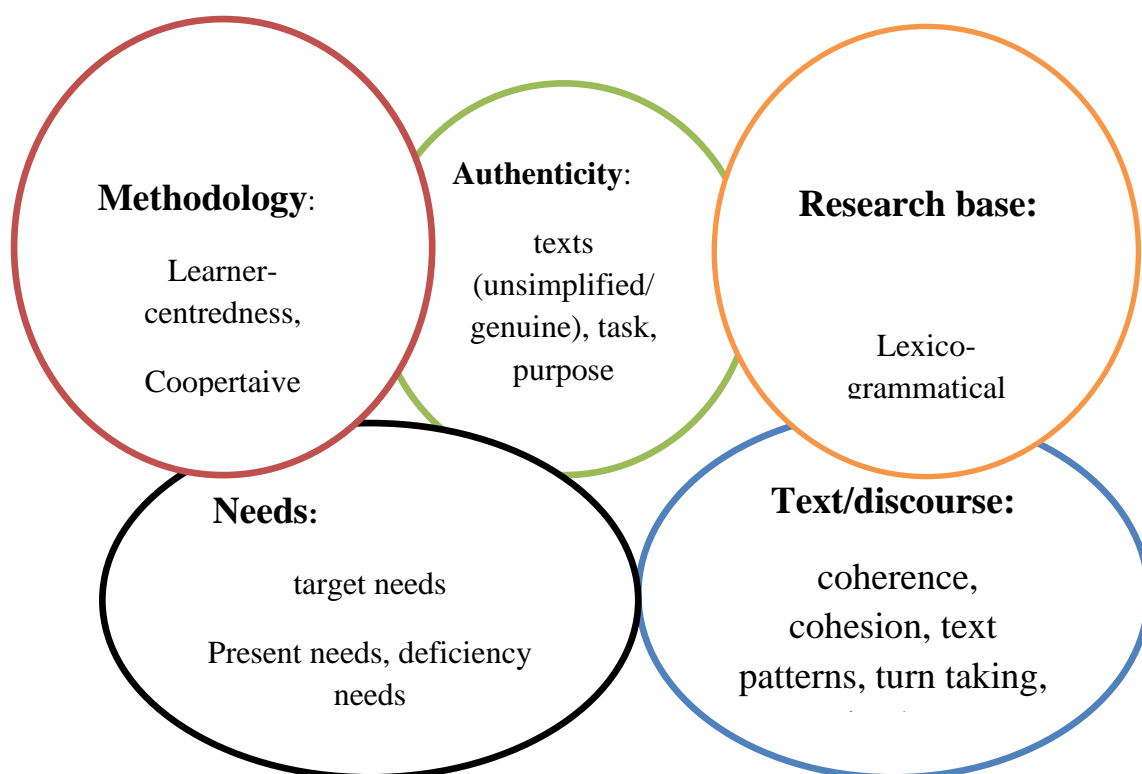 Methodology:
Learner-
centredness,
Coopertaive
Authenticity:
texts
(unsimplified/
genuine), task,
purpose
Research base:
Lexico-
grammatical
Needs:
target needs
Present needs, deficiency
needs
Text/discourse:
coherence,
cohesion, text
patterns, turn taking,